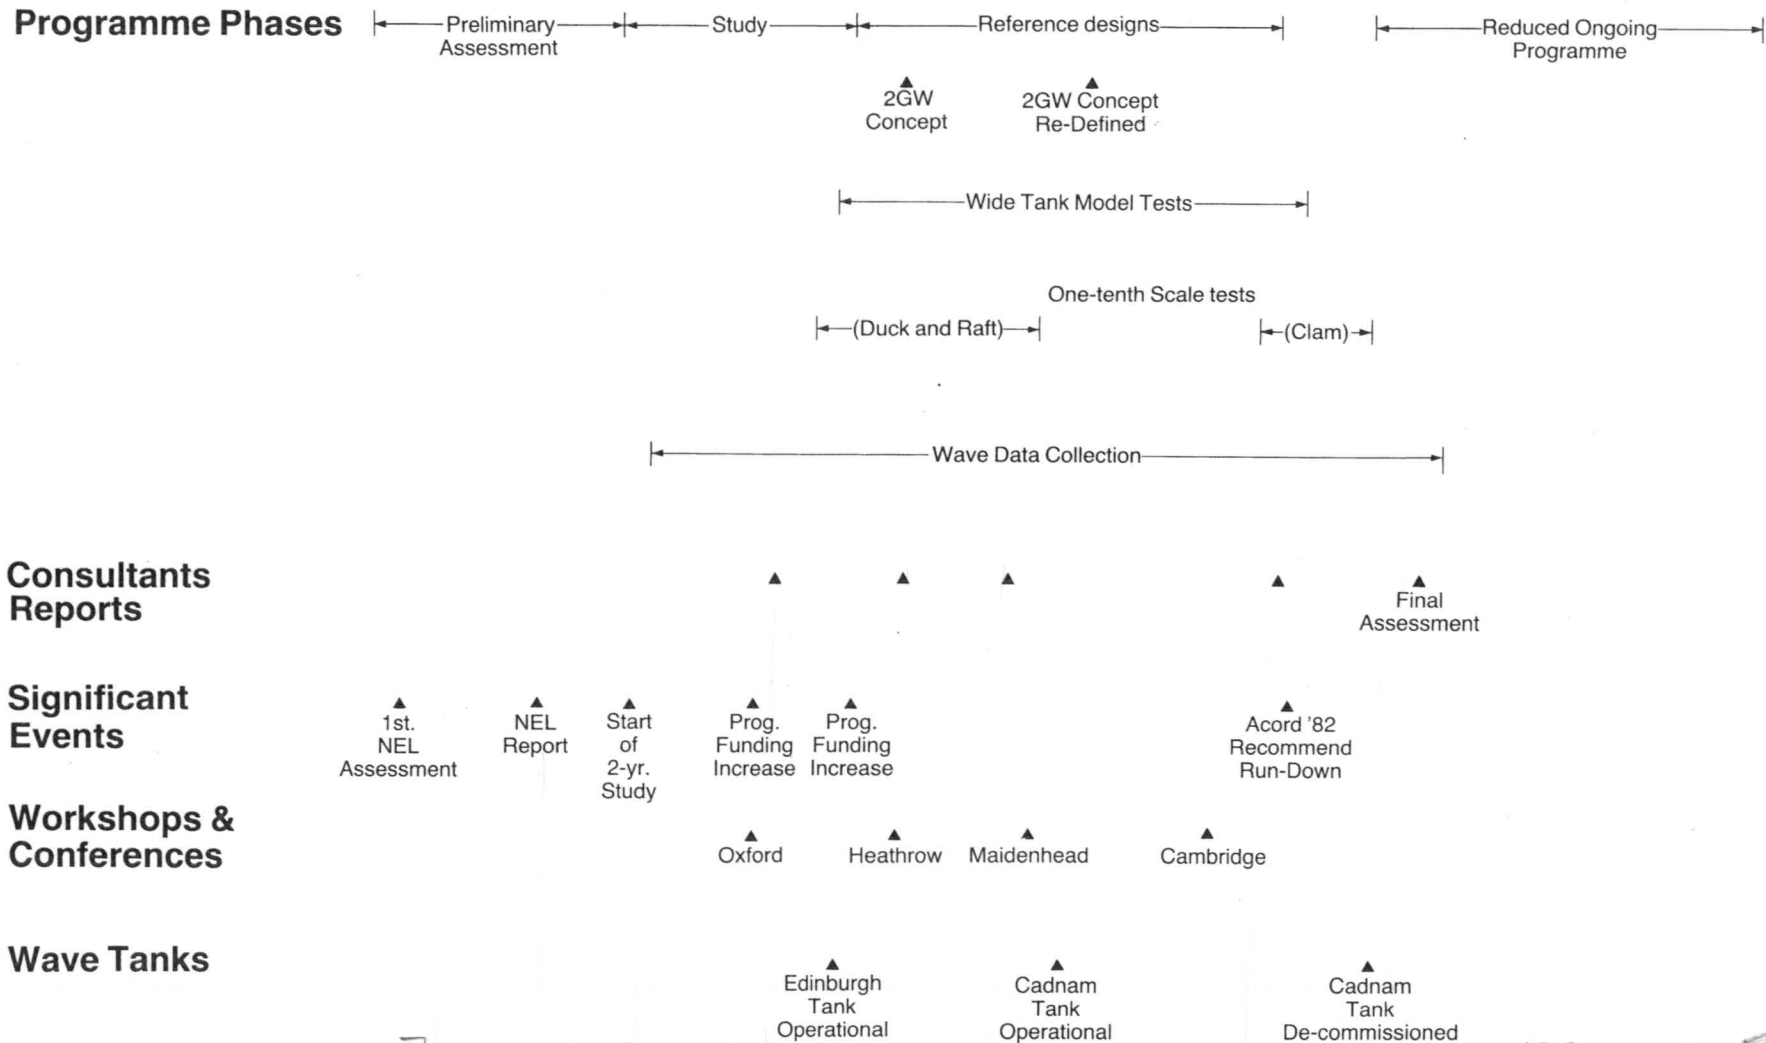 Programme Phases
Preliminary
Assessment
Study
Reference designs
Reduced Ongoing
Programme
2GW
Concept
2GW Concept
Re-Defined
Wide Tank Model Tests
One-tenth Scale tests
(Duck and Raft)
(Clam)
Wave Data Collection
Consultants
Reports
Final
Assessment
Significant
Events
1st.
NEL
Assessment
NEL
Report
Start
of
2-yr.
Study
Prog.
Funding
Increase
Prog.
Funding
Increase
Acord '82
Recommend
Run-Down
Workshops &
Conferences
Oxford
Heathrow
Maidenhead
Cambridge
Wave Tanks
Edinburgh
Tank
Operational
Cadnam
Tank
Operational
Cadnam
Tank
De-commissioned